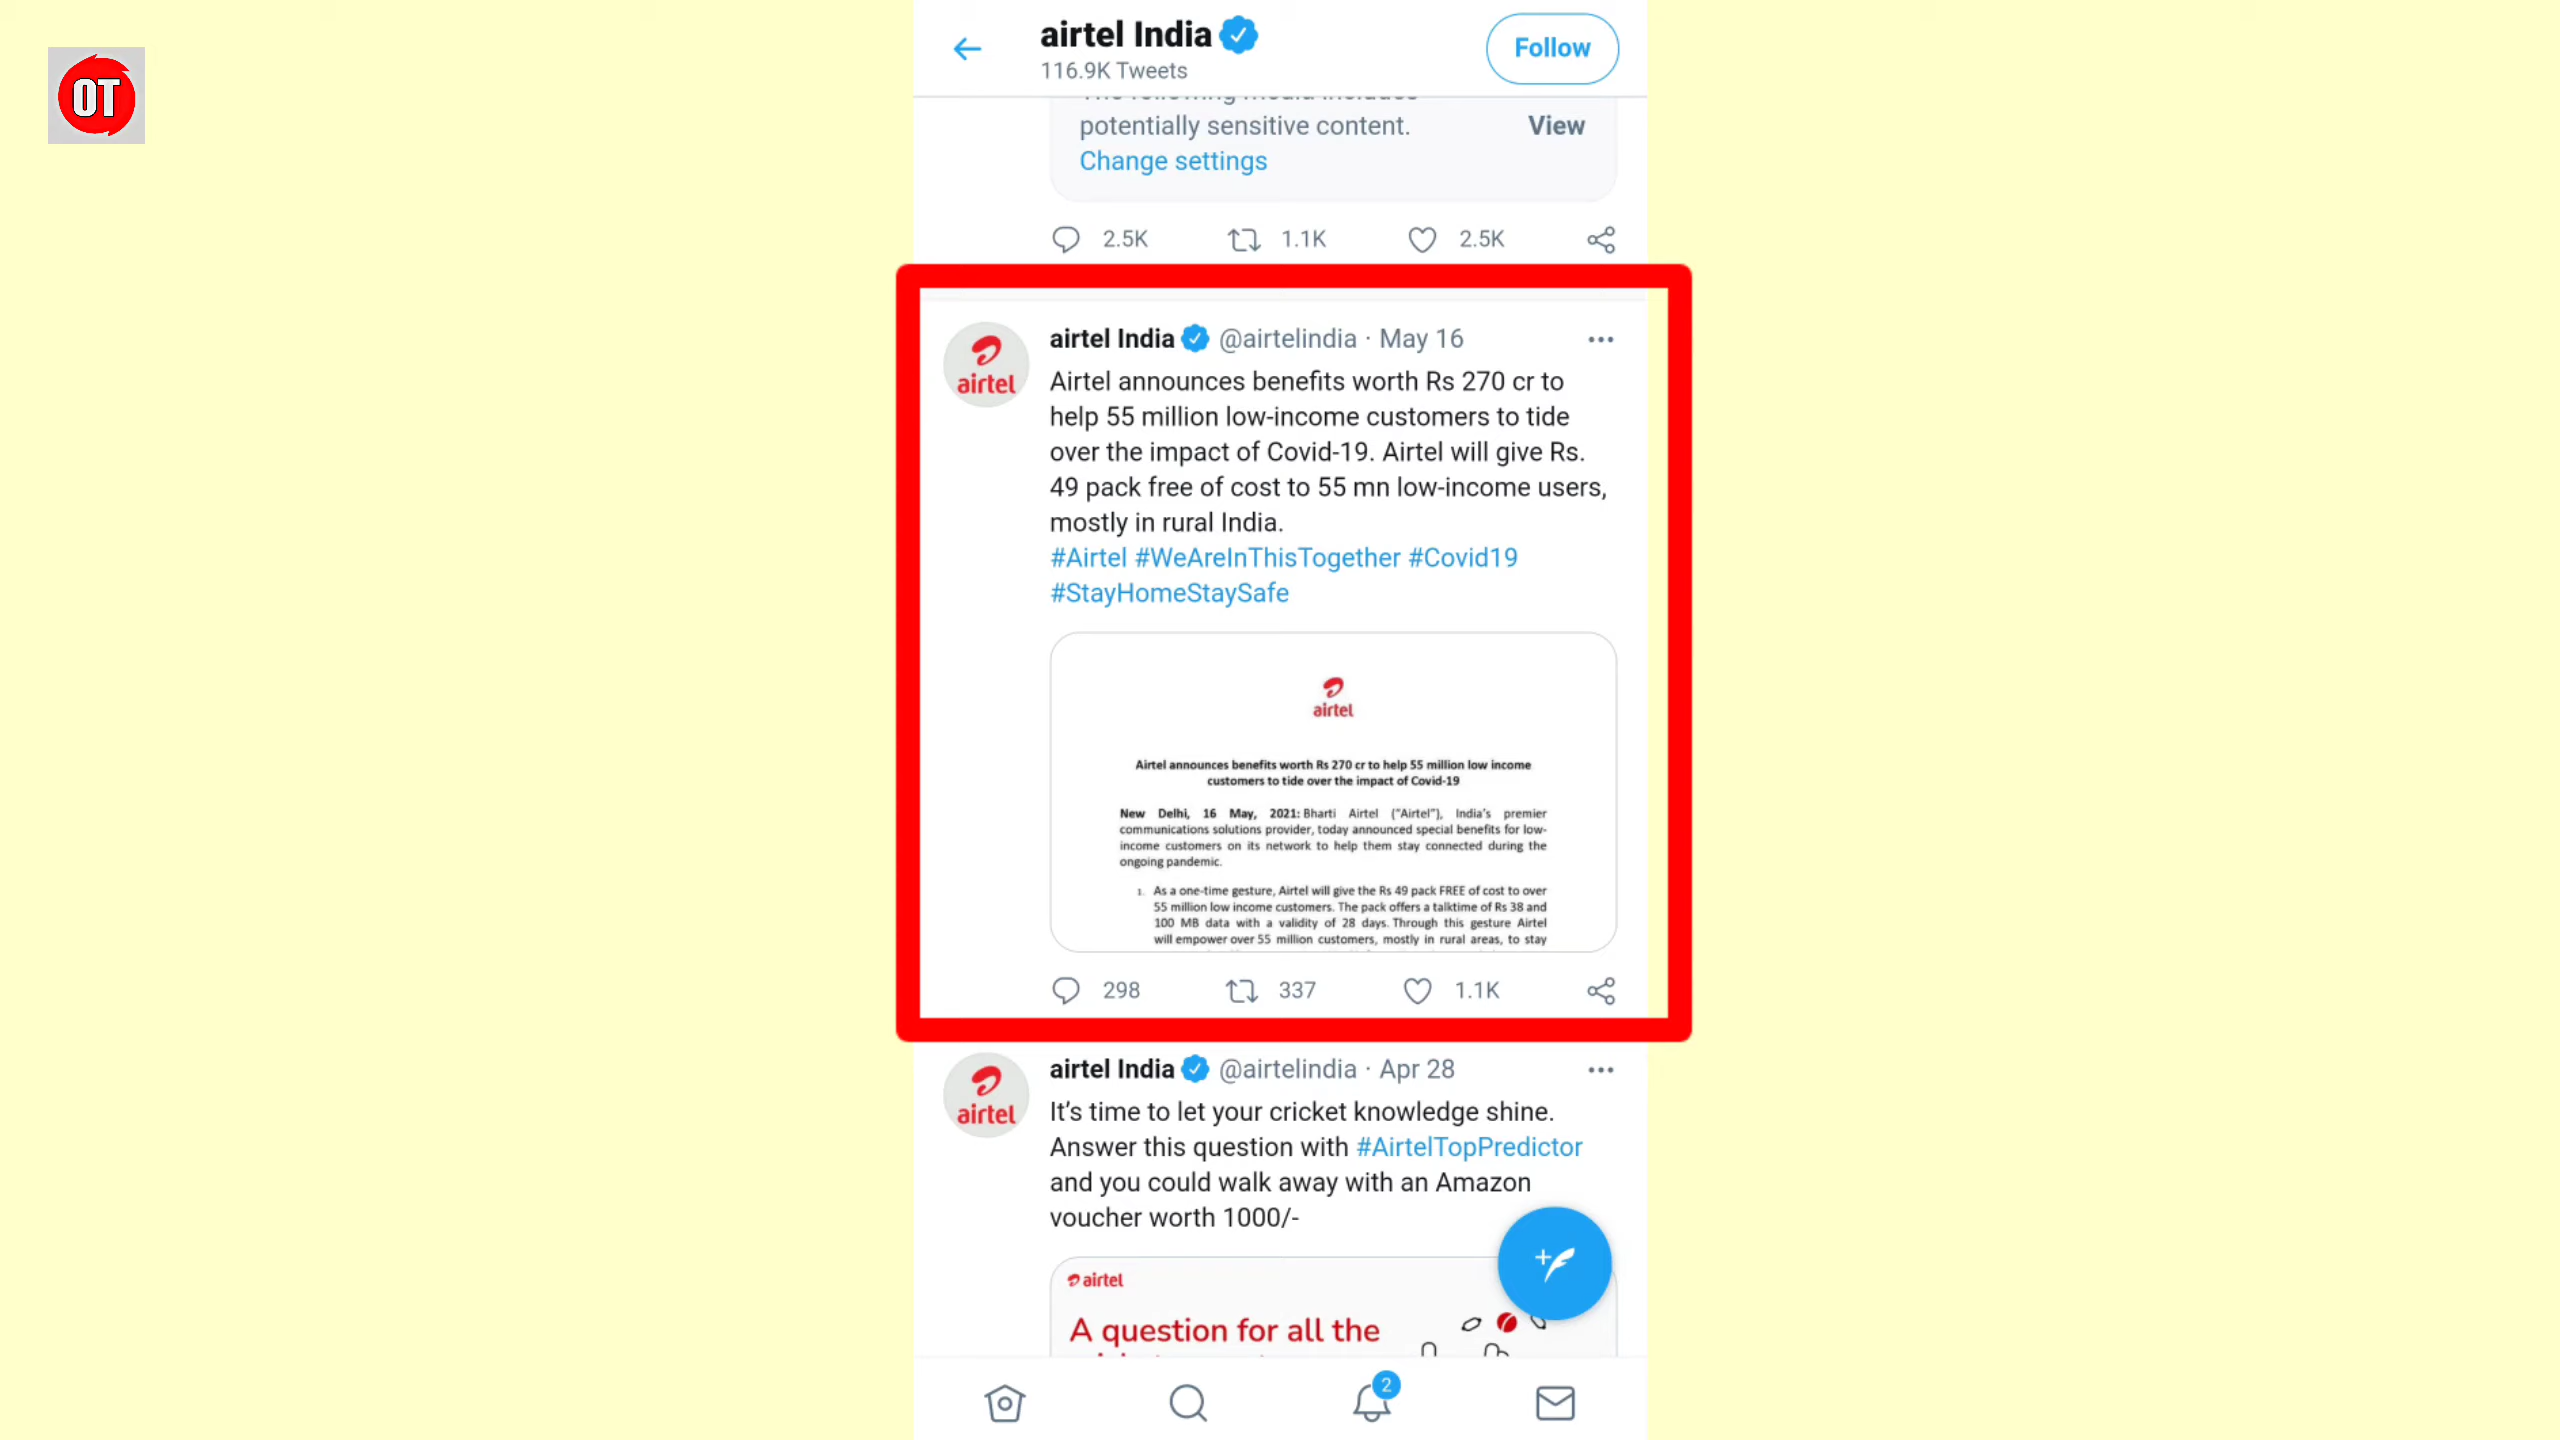 OT
airtel India
116.9K Tweets
Follow
potentially sensitive content.
View
Change settings
2.5K 1.1K 2.5K
airtel
airtel India @airtelindia · May 16
Airtel announces benefits worth Rs 270 cr to
help 55 million low-income customers to tide
over the impact of Covid-19. Airtel will give Rs.
49 pack free of cost to 55 mn low-income users,
mostly in rural India.
#Airtel #WeAreInThisTogether #Covid19
#StayHomeStaySafe
airtel
Airtel announces benefits worth Rs 270 cr to help 55 million low income
customers to tide over the impact of Covid-19
New Delhi, 16 May, 2021: Bharti Airtel ("Airtel"), India's premier
communications solutions provider, today announced special benefits for low-
income customers on its network to help them stay connected during the
ongoing pandemic.
1. As a one-time gesture, Airtel will give the Rs 49 pack FREE of cost to over
55 million low income customers. The pack offers a talktime of Rs 38 and
100 MB data with a validity of 28 days. Through this gesture Airtel
will empower over 55 million customers, mostly in rural areas, to stay
298 337 1.1K
airtel
airtel India @airtelindia · Apr 28
It's time to let your cricket knowledge shine.
Answer this question with #AirtelTopPredictor
and you could walk away with an Amazon
voucher worth 1000/-
airtel
A question for all the
2